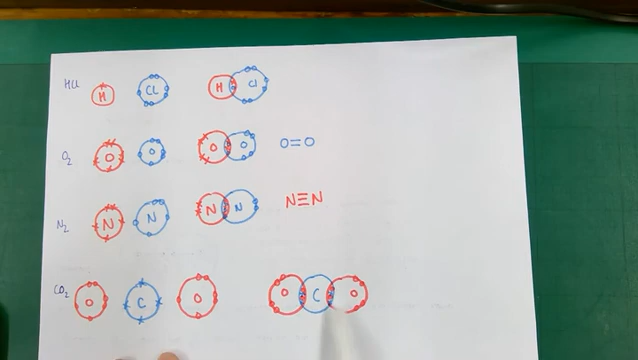 HCl H Cl H Cl
O2 O O O O O=O
N2 N N N N N≡N
CO2 O C O O C O